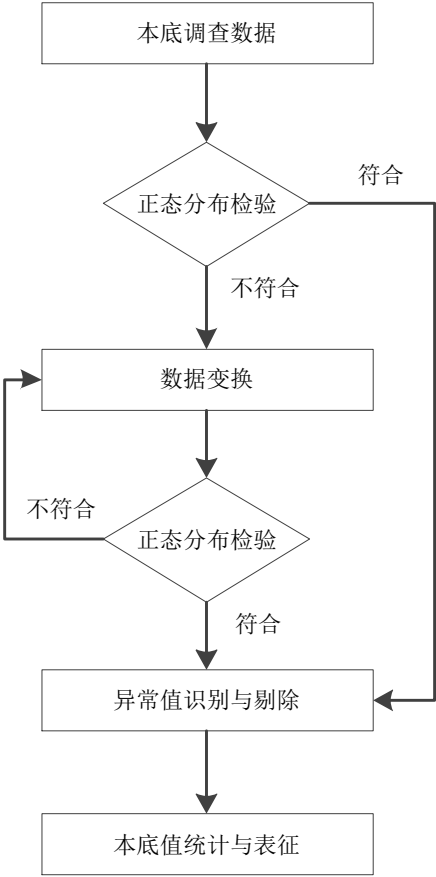 本底调查数据
正态分布检验
符合
不符合
数据变换
不符合
正态分布检验
符合
异常值识别与剔除
本底值统计与表征